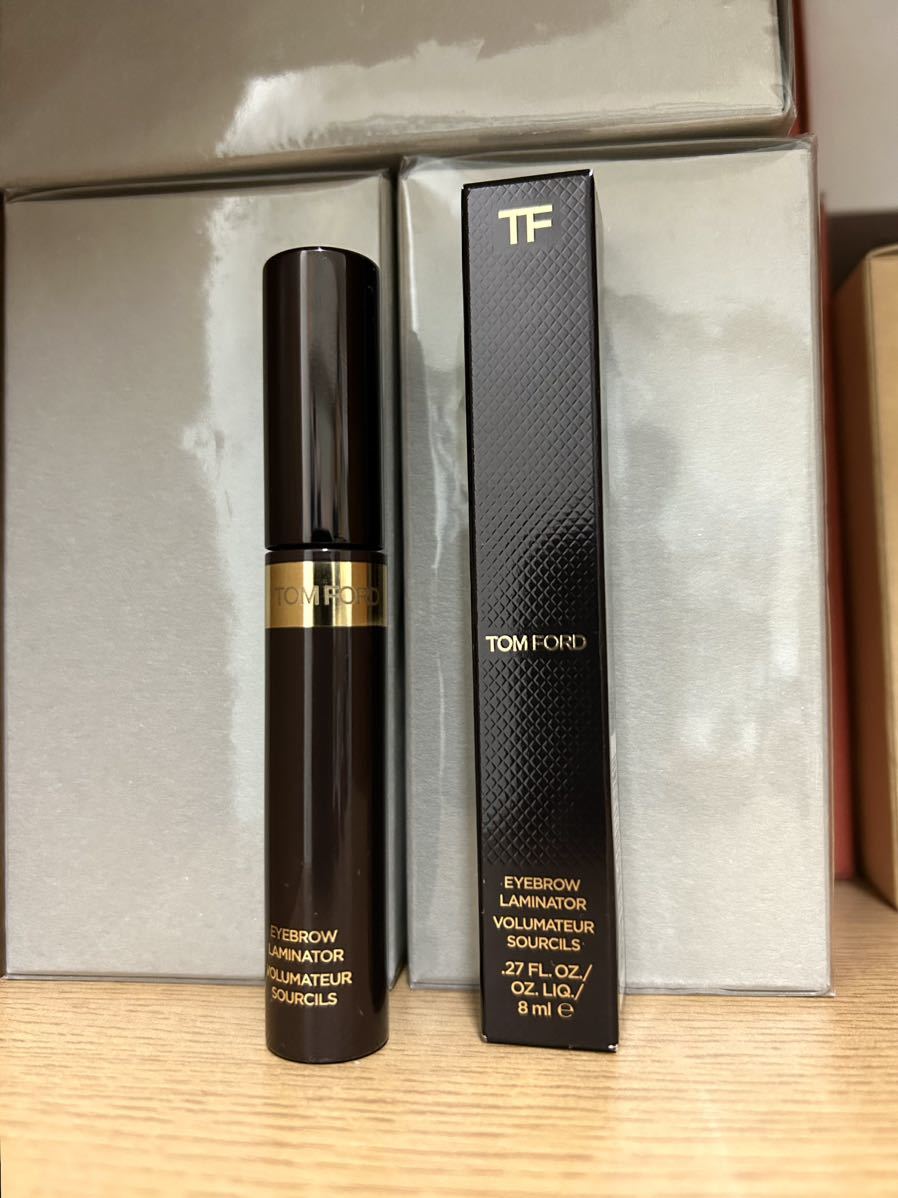 TOM FORD
EYEBROW
LAMINATOR
VOLUMATEUR
SOURCILS
TF
TOM FORD
EYEBROW
LAMINATOR
VOLUMATEUR
SOURCILS
.27 FL. OZ./
OZ. LIQ./
8 ml ℮